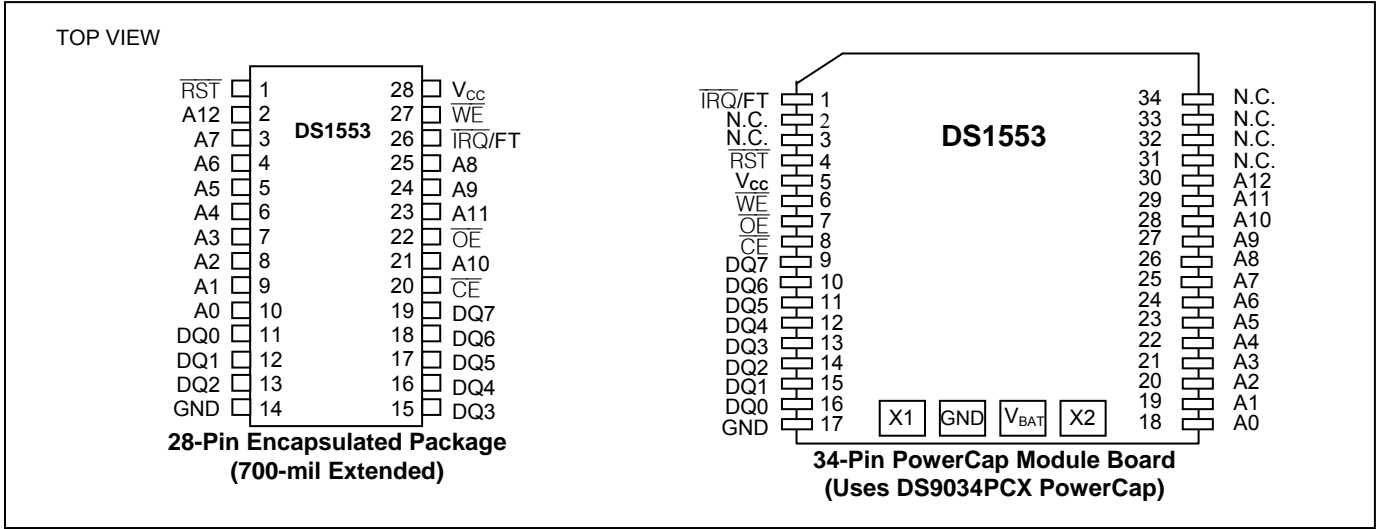 TOP VIEW
RST 1 28 VCC
A12 2 27 WE
A7 3 DS1553 26 IRQ/FT
A6 4 25 A8
A5 5 24 A9
A4 6 23 A11
A3 7 22 OE
A2 8 21 A10
A1 9 20 CE
A0 10 19 DQ7
DQ0 11 18 DQ6
DQ1 12 17 DQ5
DQ2 13 16 DQ4
GND 14 15 DQ3
28-Pin Encapsulated Package
(700-mil Extended)
IRQ/FT 1 34 N.C.
N.C. 2 33 N.C.
N.C. 3 DS1553 32 N.C.
RST 4 31 N.C.
Vcc 5 30 A12
WE 6 29 A11
OE 7 28 A10
CE 8 27 A9
DQ7 9 26 A8
DQ6 10 25 A7
DQ5 11 24 A6
DQ4 12 23 A5
DQ3 13 22 A4
DQ2 14 21 A3
DQ1 15 20 A2
DQ0 16 19 A1
GND 17 X1 GND VBAT X2 18 A0
34-Pin PowerCap Module Board
(Uses DS9034PCX PowerCap)